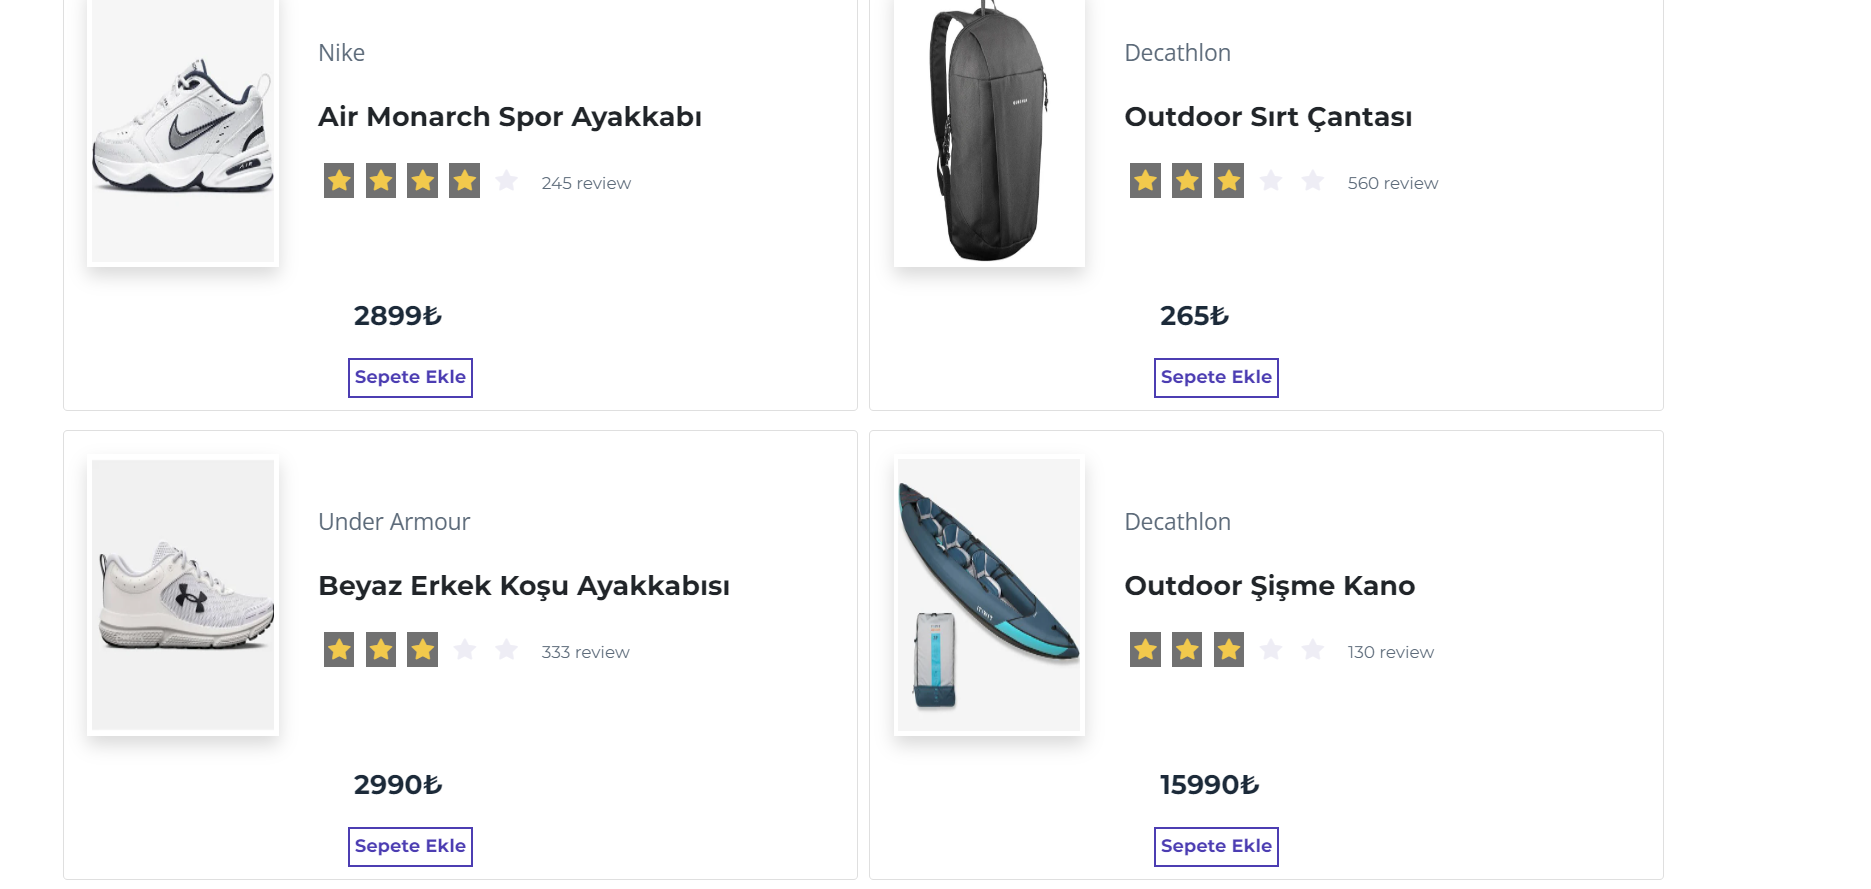 Nike
Air Monarch Spor Ayakkabı
245 review
2899₺
Sepete Ekle
Decathlon
Outdoor Sırt Çantası
560 review
265₺
Sepete Ekle
Under Armour
Beyaz Erkek Koşu Ayakkabısı
333 review
2990₺
Sepete Ekle
Decathlon
Outdoor Şişme Kano
130 review
15990₺
Sepete Ekle